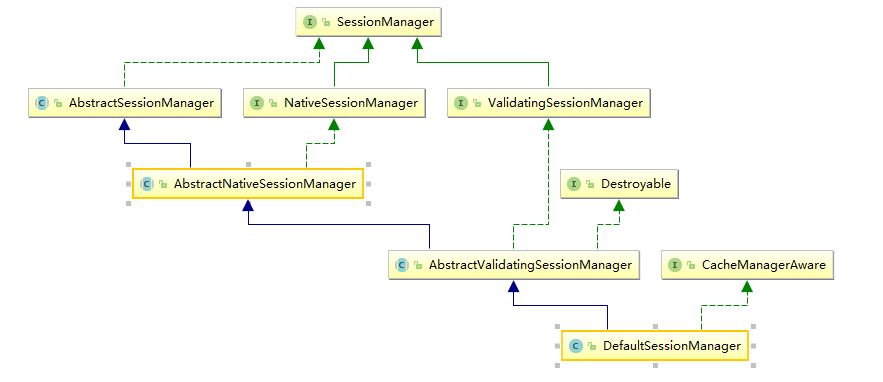 I SessionManager
C AbstractSessionManager
I NativeSessionManager
I ValidatingSessionManager
C AbstractNativeSessionManager
I Destroyable
C AbstractValidatingSessionManager
I CacheManagerAware
C DefaultSessionManager